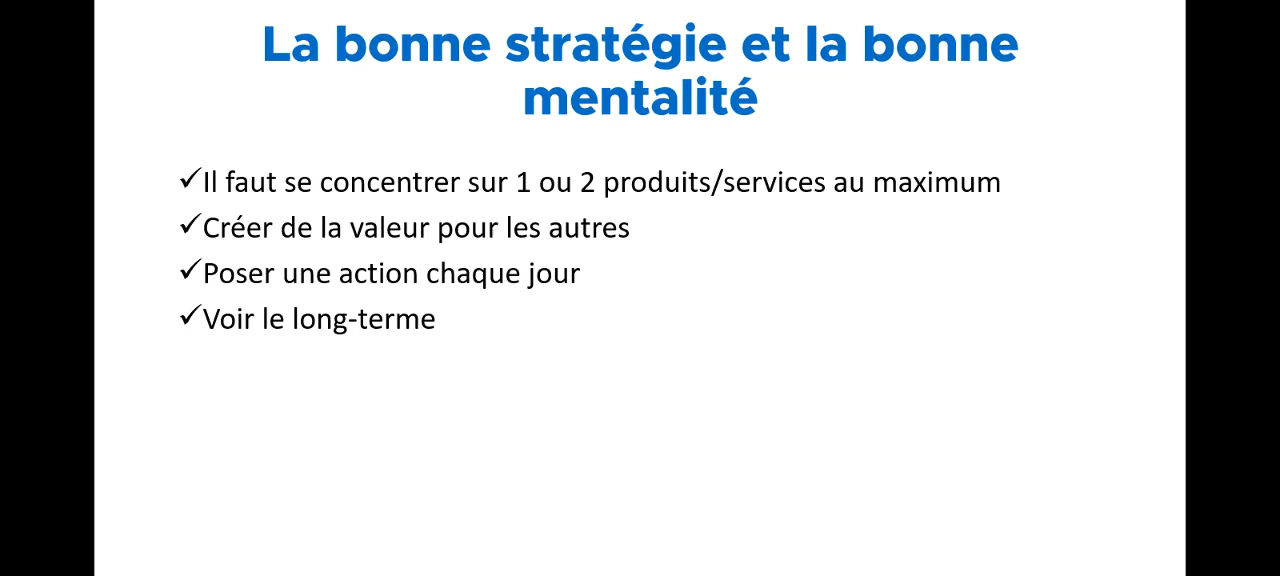 La bonne stratégie et la bonne
mentalité
✓Il faut se concentrer sur 1 ou 2 produits/services au maximum
✓Créer de la valeur pour les autres
✓Poser une action chaque jour
✓Voir le long-terme